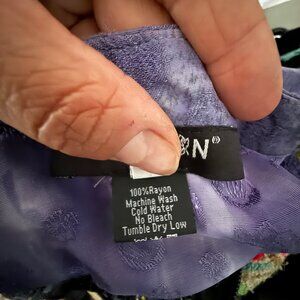 N®
100%Rayon
Machine Wash
Cold Water
No Bleach
Tumble Dry Low